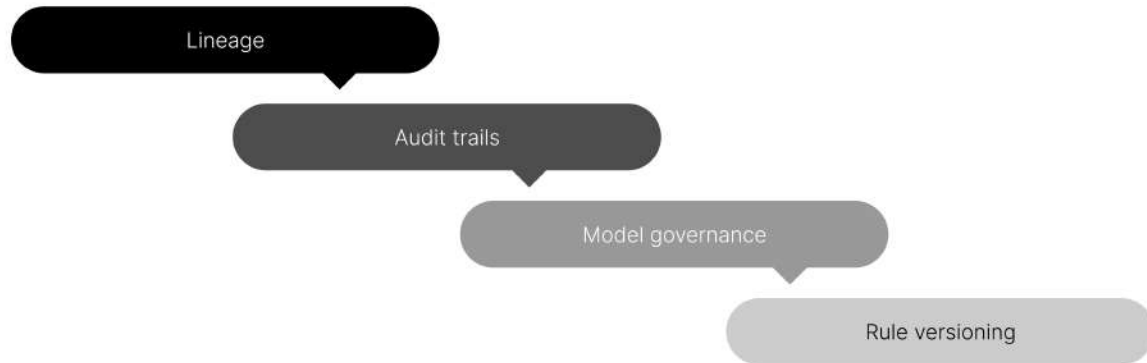 Lineage
Audit trails
Model governance
Rule versioning